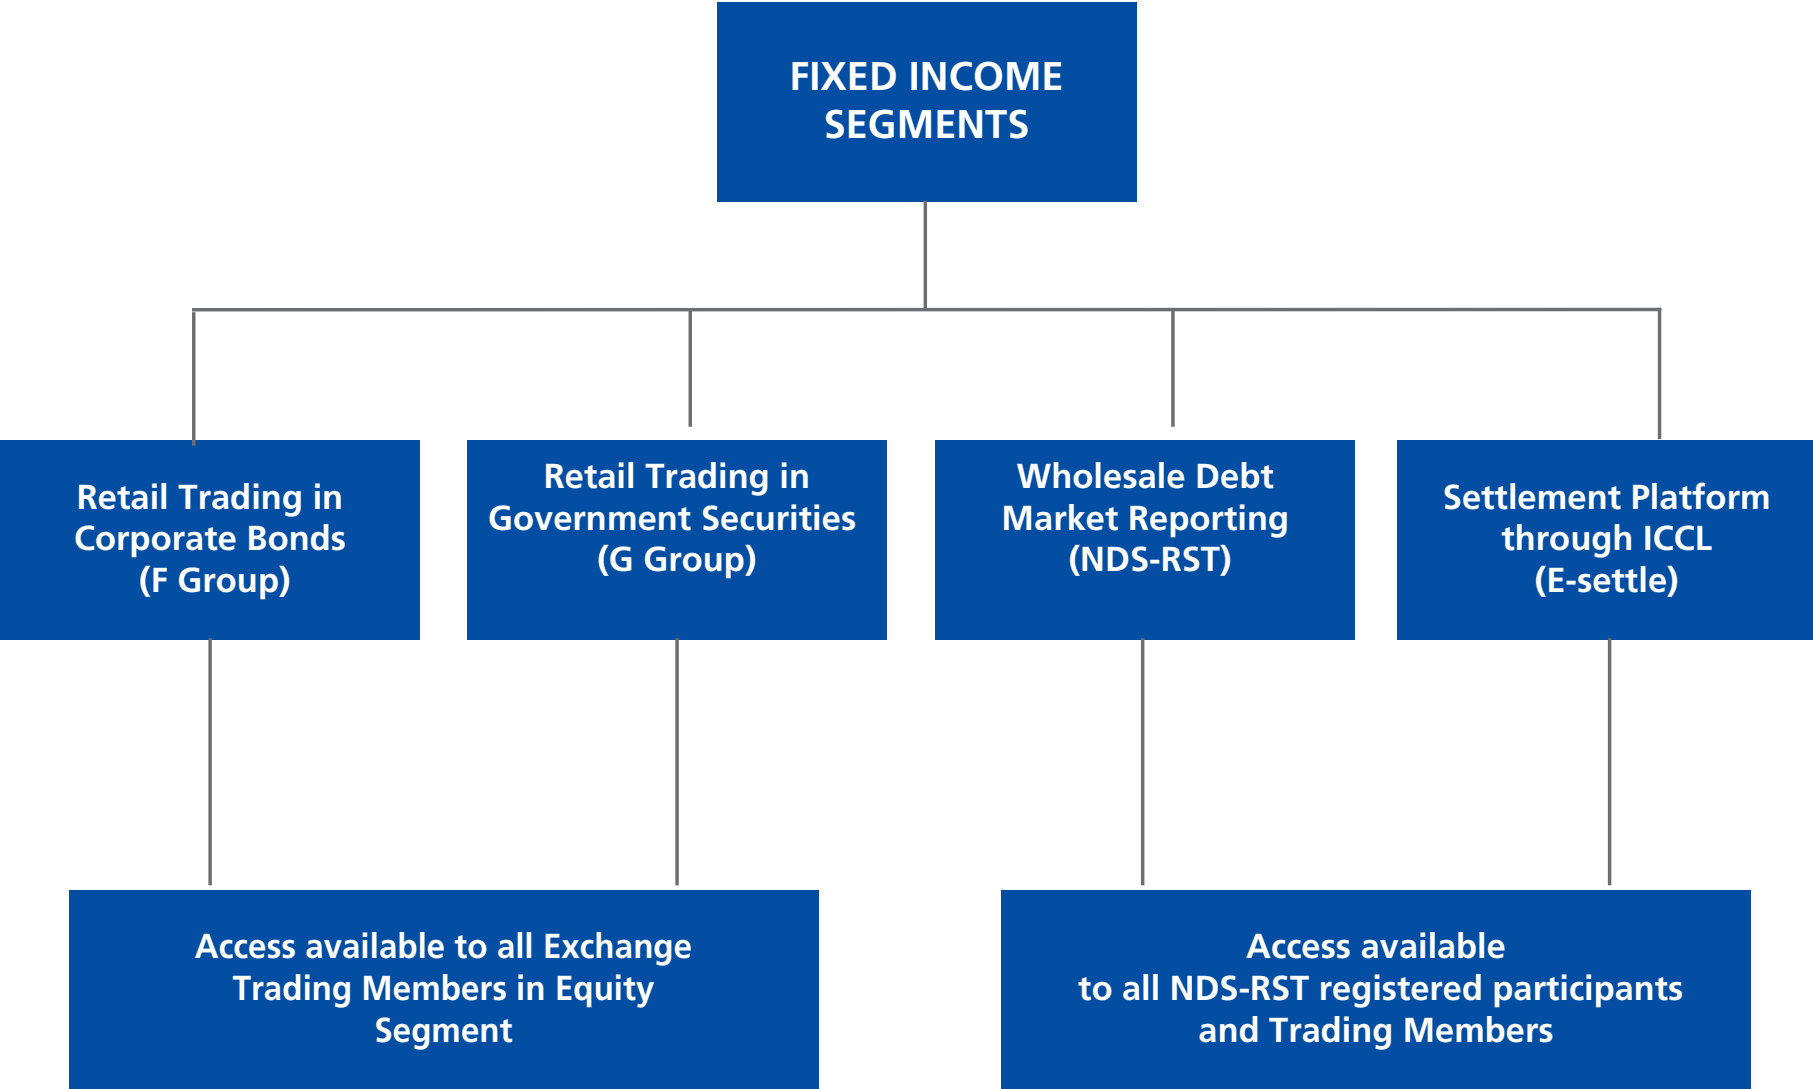 FIXED INCOME
SEGMENTS
Retail Trading in
Corporate Bonds
(F Group)
Retail Trading in
Government Securities
(G Group)
Wholesale Debt
Market Reporting
(NDS-RST)
Settlement Platform
through ICCL
(E-settle)
Access available to all Exchange
Trading Members in Equity
Segment
Access available
to all NDS-RST registered participants
and Trading Members